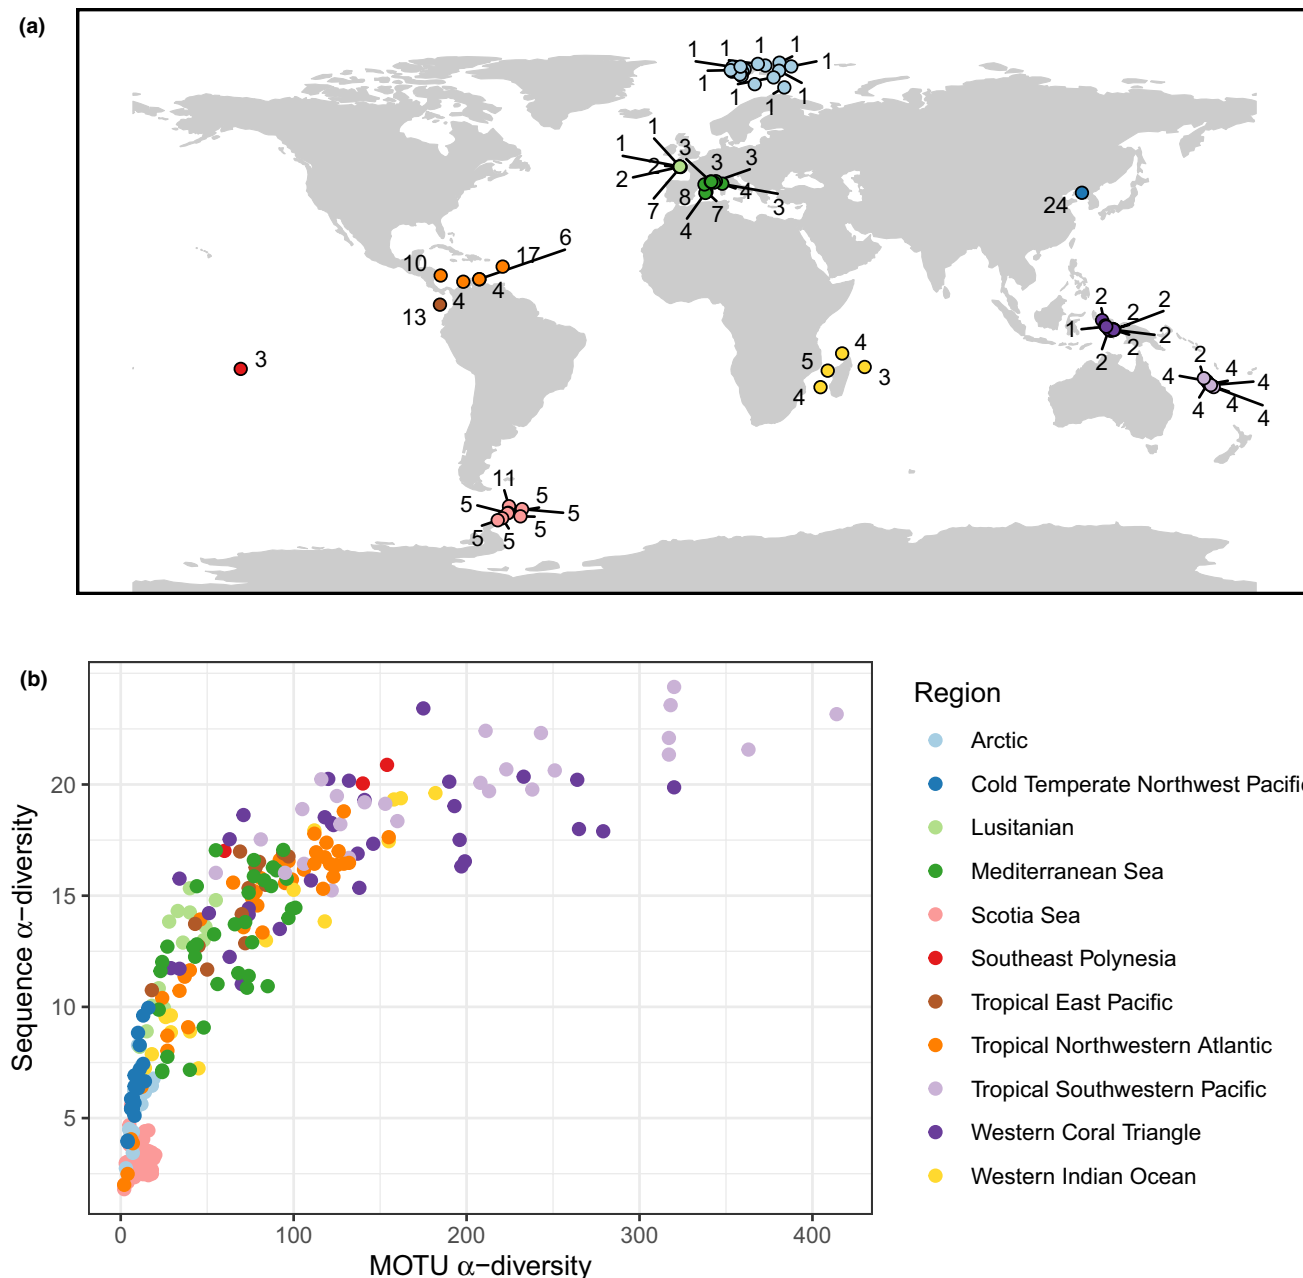 (a)
1 1 1 1
1 1
1 1 1
1
1 3
1 2 3 3
2 8 4
7 7 3
4
24
6
10 17
4 4
13
3
4
5 3
4
2 2
2
1 2
2 2
2 4
4 4
4 4
4
11
5 5
5
5 5 5
(b)
Sequence α−diversity
20
15
10
5
0 100 200 300 400
MOTU α−diversity
Region
Arctic
Cold Temperate Northwest Pacific
Lusitanian
Mediterranean Sea
Scotia Sea
Southeast Polynesia
Tropical East Pacific
Tropical Northwestern Atlantic
Tropical Southwestern Pacific
Western Coral Triangle
Western Indian Ocean